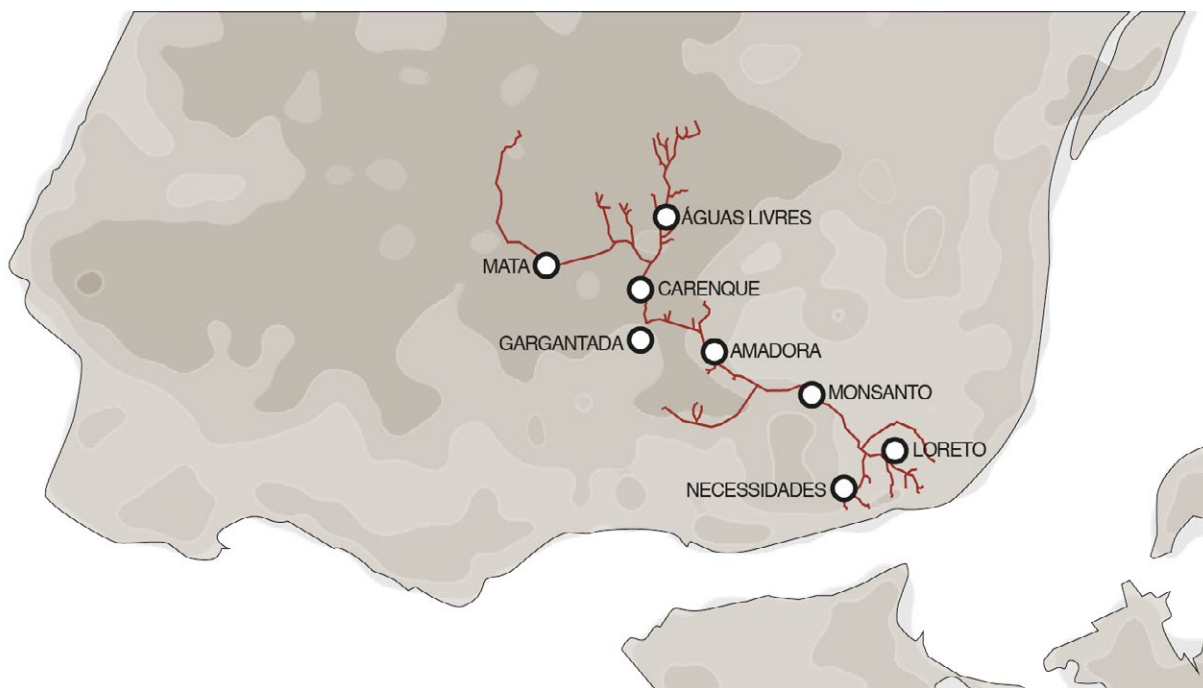 ÁGUAS LIVRES
MATA
CARENQUE
GARGANTADA
AMADORA
MONSANTO
LORETO
NECESSIDADES